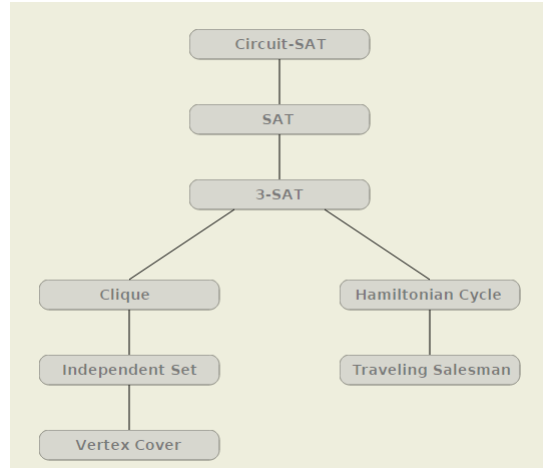 Circuit-SAT
SAT
3-SAT
Clique
Hamiltonian Cycle
Independent Set
Traveling Salesman
Vertex Cover